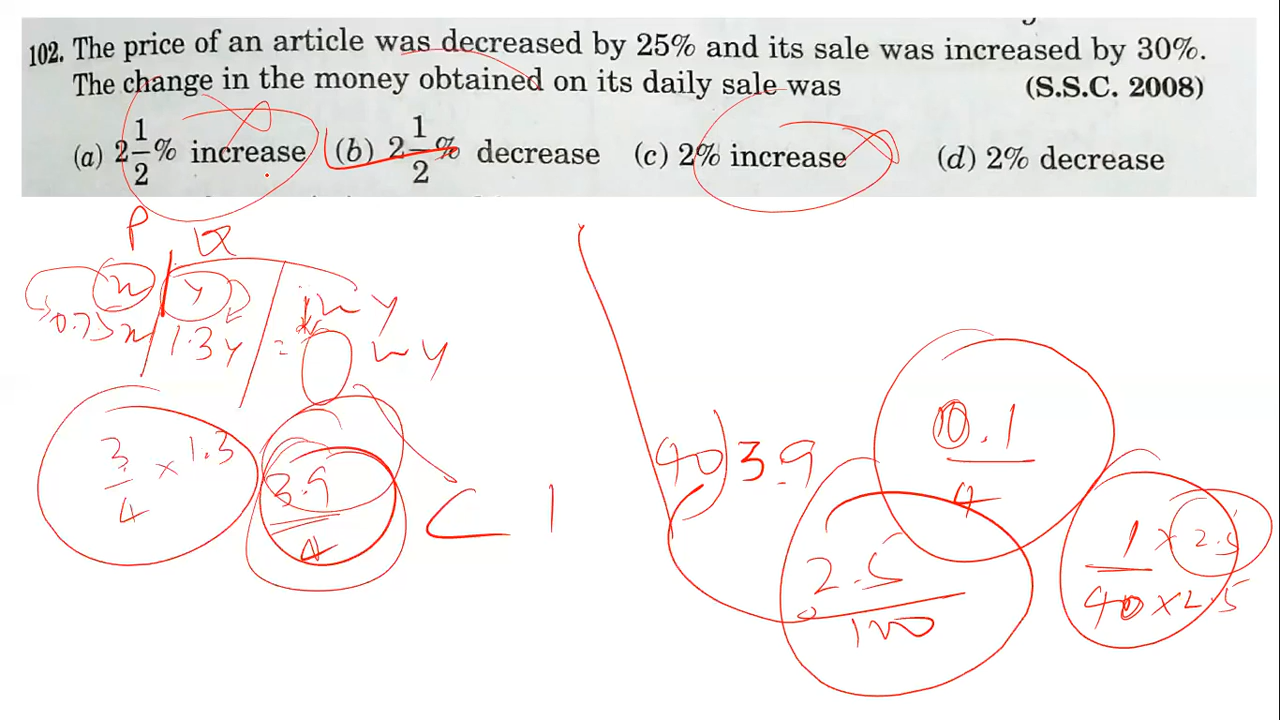 102. The price of an article was decreased by 25% and its sale was increased by 30%.
The change in the money obtained on its daily sale was (S.S.C. 2008)
(a) 2 1/2 % increase (b) 2 1/2 % decrease (c) 2% increase (d) 2% decrease
P
x y
0.75x 1.3y = xy
3/4 × 1.3 3.9/4 < 1
40)3.9
0.1/4
2.5/100
1 × 2.5
40 × 2.5